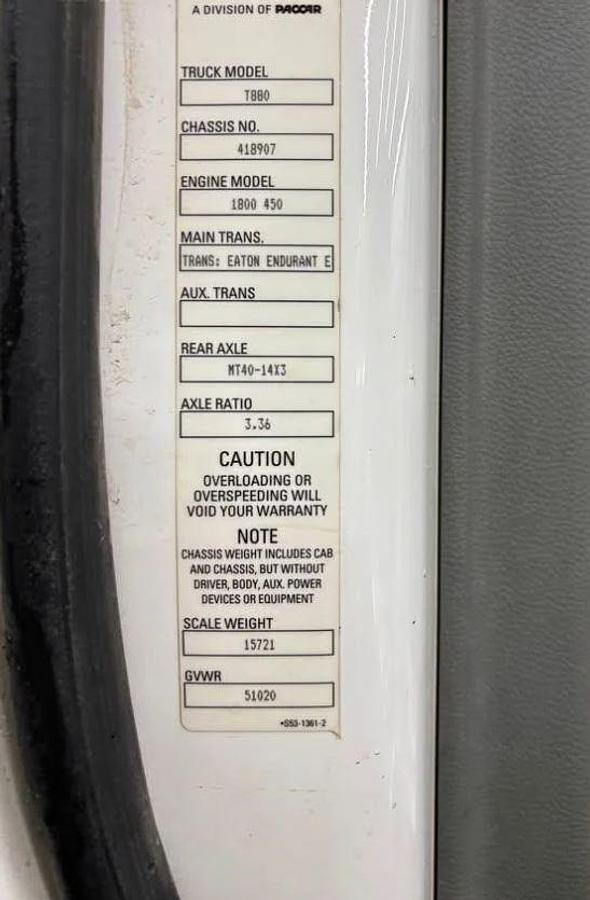 A DIVISION OF PACCAR
TRUCK MODEL
T880
CHASSIS NO.
418907
ENGINE MODEL
1800 450
MAIN TRANS.
TRANS: EATON ENDURANT E
AUX. TRANS
REAR AXLE
MT40-14X3
AXLE RATIO
3.36
CAUTION
OVERLOADING OR
OVERSPEEDING WILL
VOID YOUR WARRANTY
NOTE
CHASSIS WEIGHT INCLUDES CAB
AND CHASSIS, BUT WITHOUT
DRIVER, BODY, AUX. POWER
DEVICES OR EQUIPMENT
SCALE WEIGHT
15721
GVWR
51020
•S53-1361-2